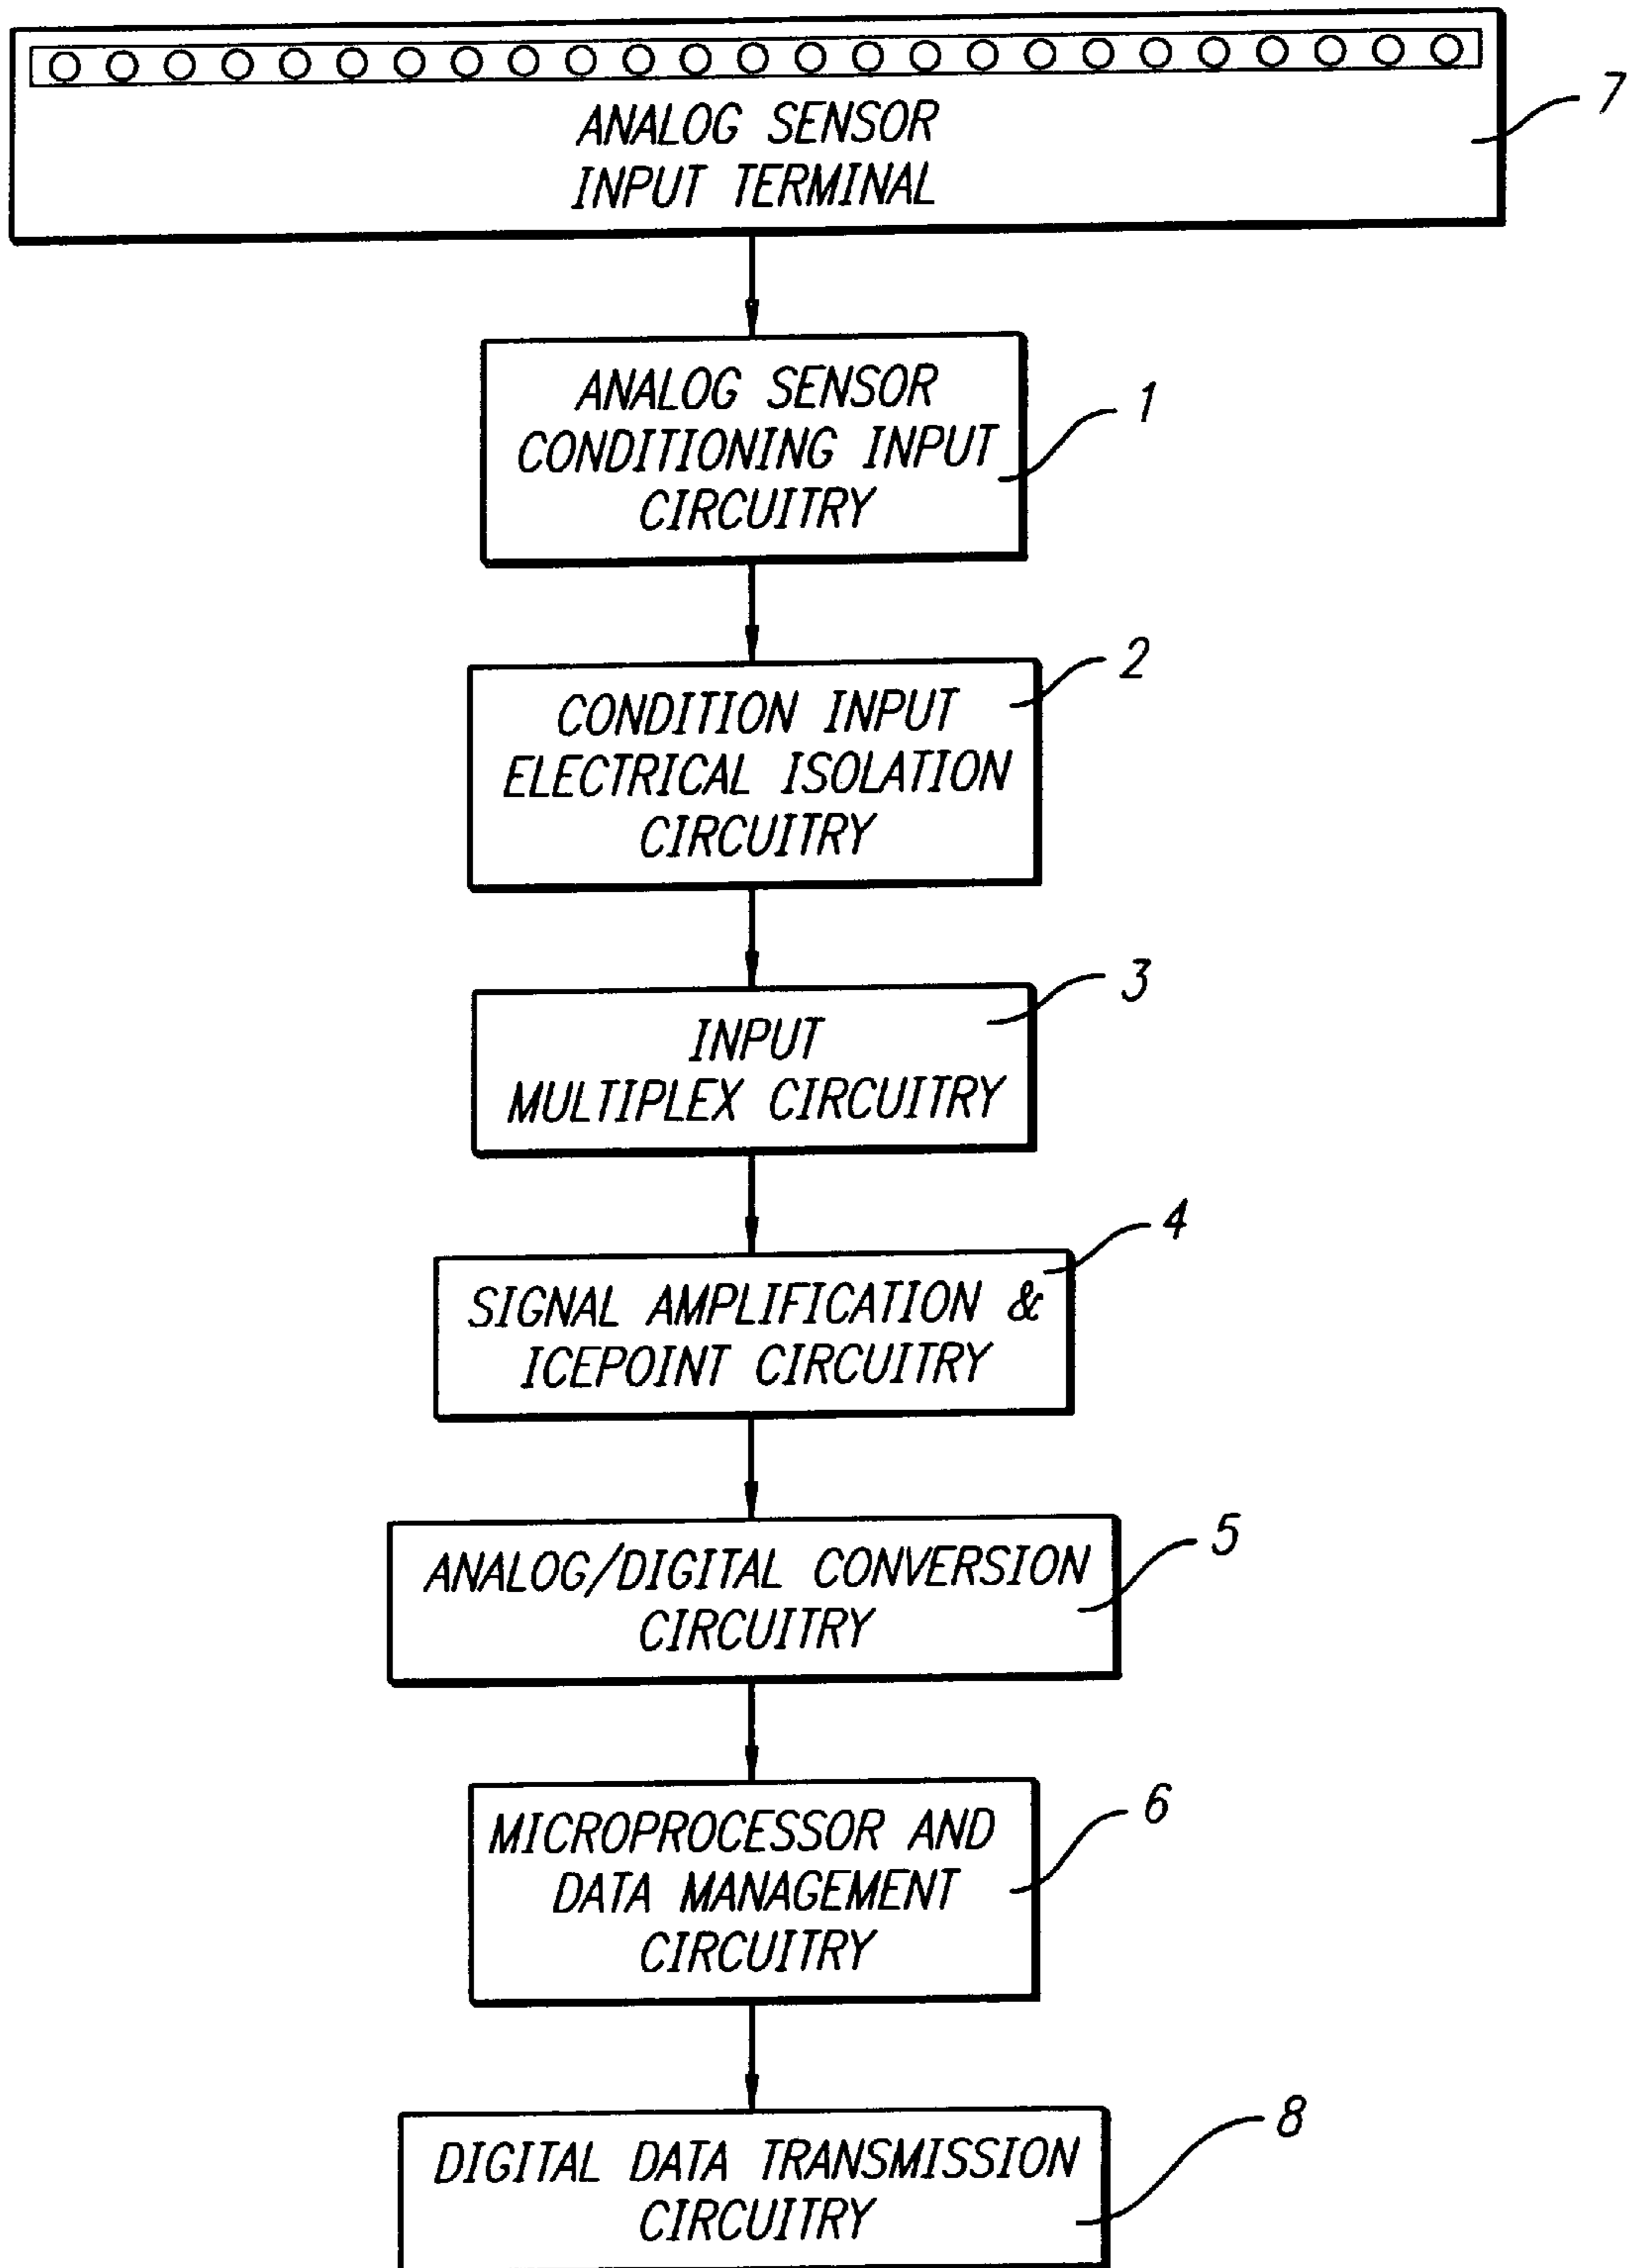 ANALOG SENSOR
INPUT TERMINAL
7
ANALOG SENSOR
CONDITIONING INPUT
CIRCUITRY
1
CONDITION INPUT
ELECTRICAL ISOLATION
CIRCUITRY
2
INPUT
MULTIPLEX CIRCUITRY
3
SIGNAL AMPLIFICATION &
ICEPOINT CIRCUITRY
4
ANALOG/DIGITAL CONVERSION
CIRCUITRY
5
MICROPROCESSOR AND
DATA MANAGEMENT
CIRCUITRY
6
DIGITAL DATA TRANSMISSION
CIRCUITRY
8